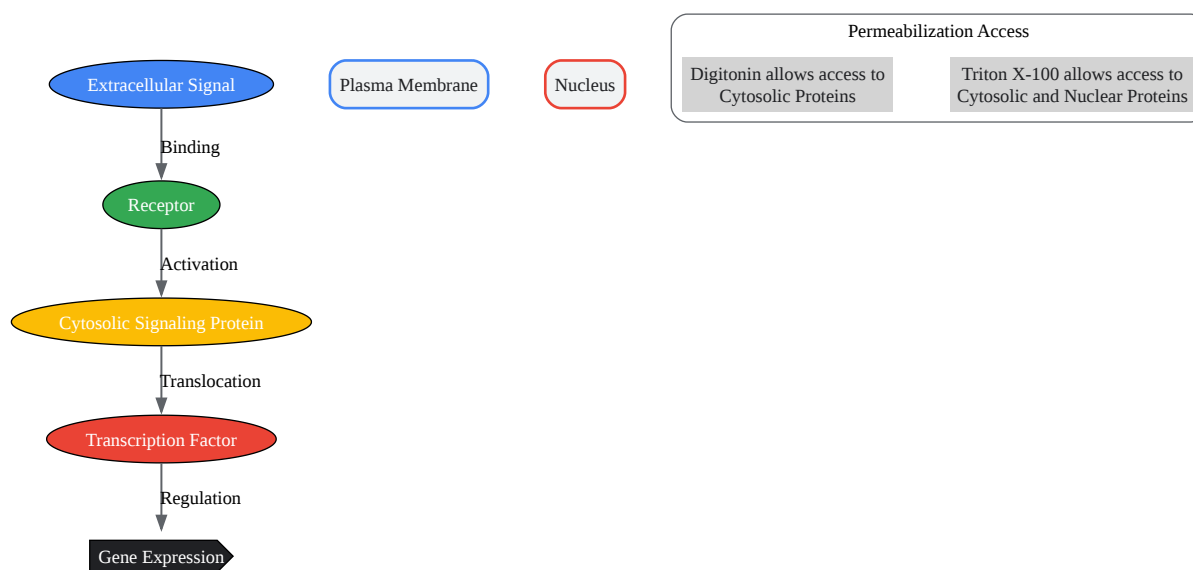 Extracellular Signal
Plasma Membrane
Nucleus
Permeabilization Access
Digitonin allows access to
Cytosolic Proteins
Triton X-100 allows access to
Cytosolic and Nuclear Proteins
Binding
Receptor
Activation
Cytosolic Signaling Protein
Translocation
Transcription Factor
Regulation
Gene Expression